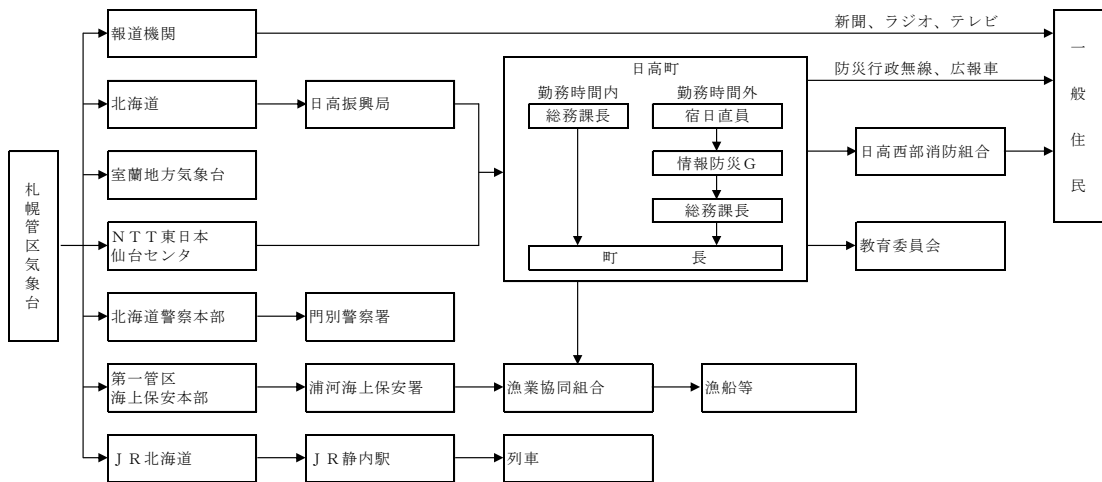 報道機関
新聞、ラジオ、テレビ
一般住民
北海道
日高振興局
日高町
防災行政無線、広報車
勤務時間内
勤務時間外
総務課長
宿日直員
情報防災G
総務課長
町　長
日高西部消防組合
教育委員会
札幌管区気象台
室蘭地方気象台
NTT東日本
仙台センタ
北海道警察本部
門別警察署
第一管区
海上保安本部
浦河海上保安署
漁業協同組合
漁船等
JR北海道
JR静内駅
列車